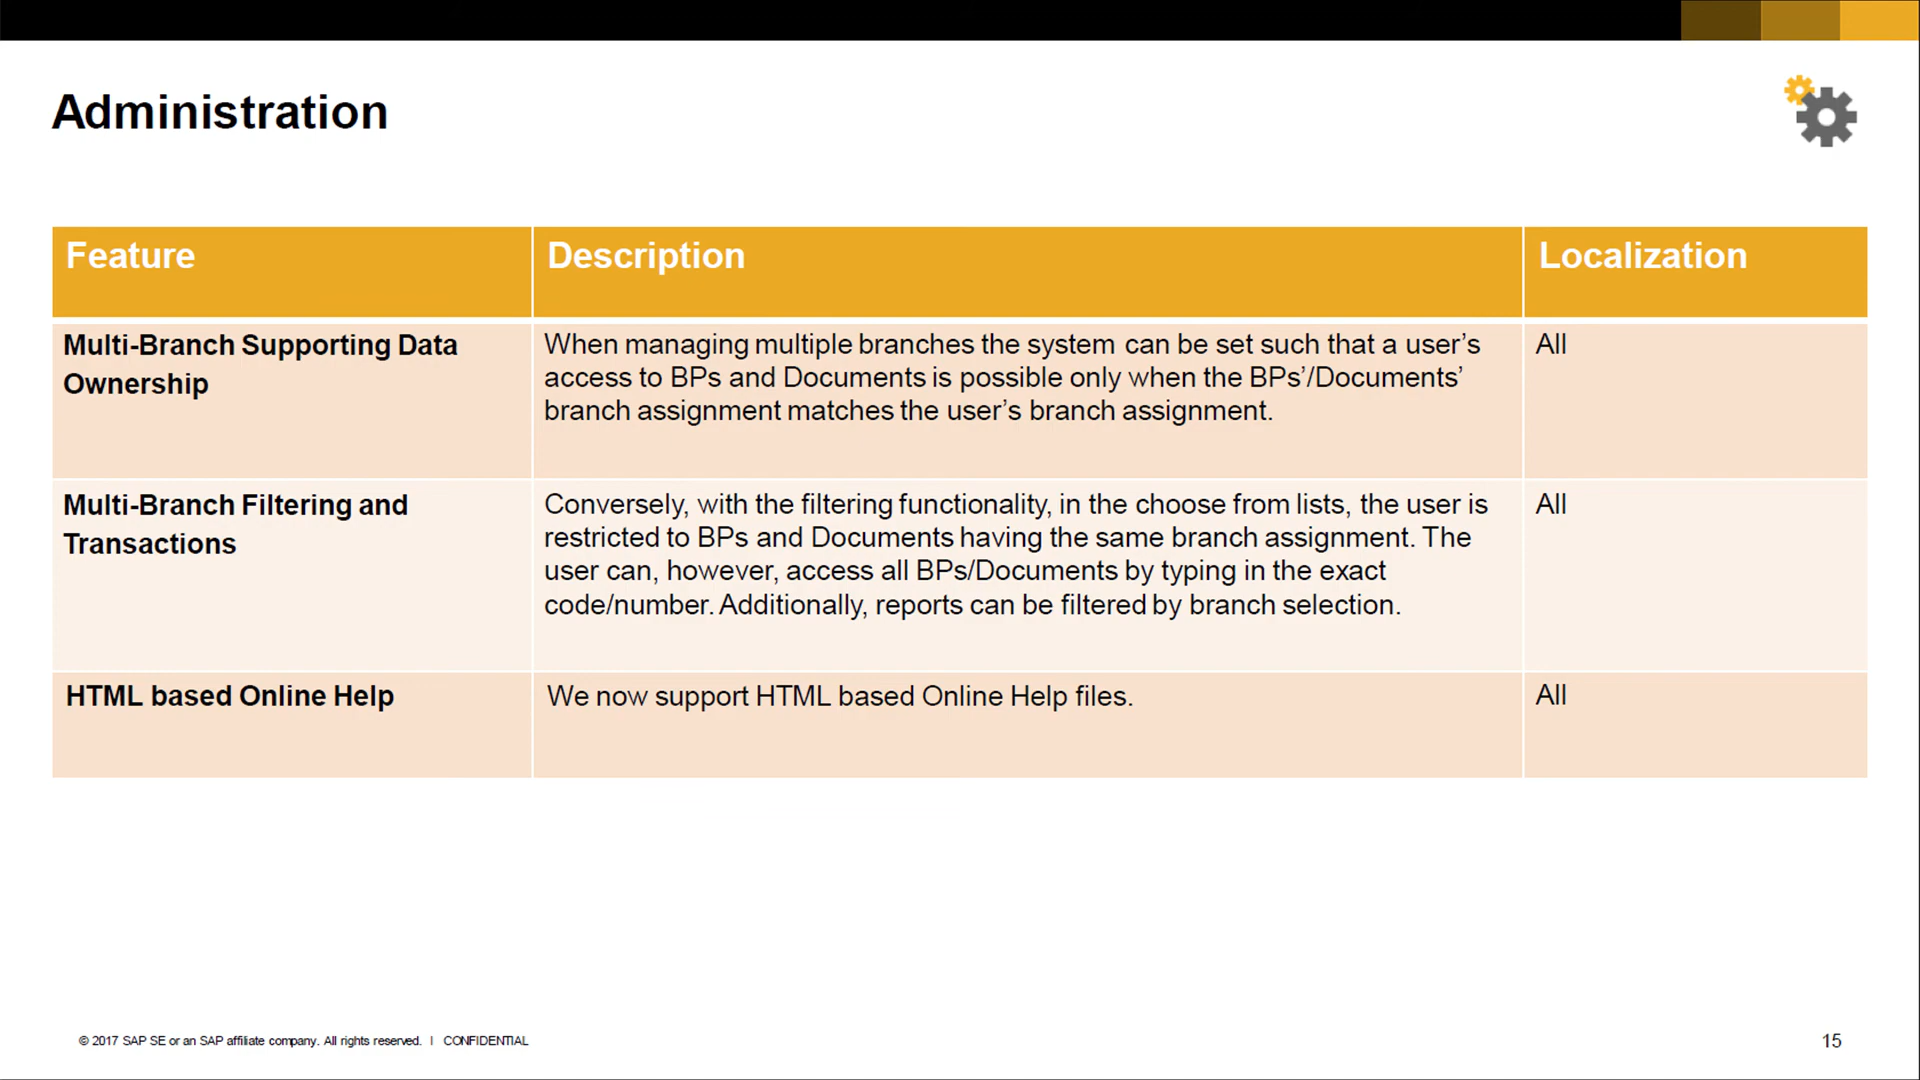 Administration
Feature
Description
Localization
Multi-Branch Supporting Data
Ownership
When managing multiple branches the system can be set such that a user’s
access to BPs and Documents is possible only when the BPs’/Documents’
branch assignment matches the user’s branch assignment.
All
Multi-Branch Filtering and
Transactions
Conversely, with the filtering functionality, in the choose from lists, the user is
restricted to BPs and Documents having the same branch assignment. The
user can, however, access all BPs/Documents by typing in the exact
code/number. Additionally, reports can be filtered by branch selection.
All
HTML based Online Help
We now support HTML based Online Help files.
All
© 2017 SAP SE or an SAP affiliate company. All rights reserved. I CONFIDENTIAL
15